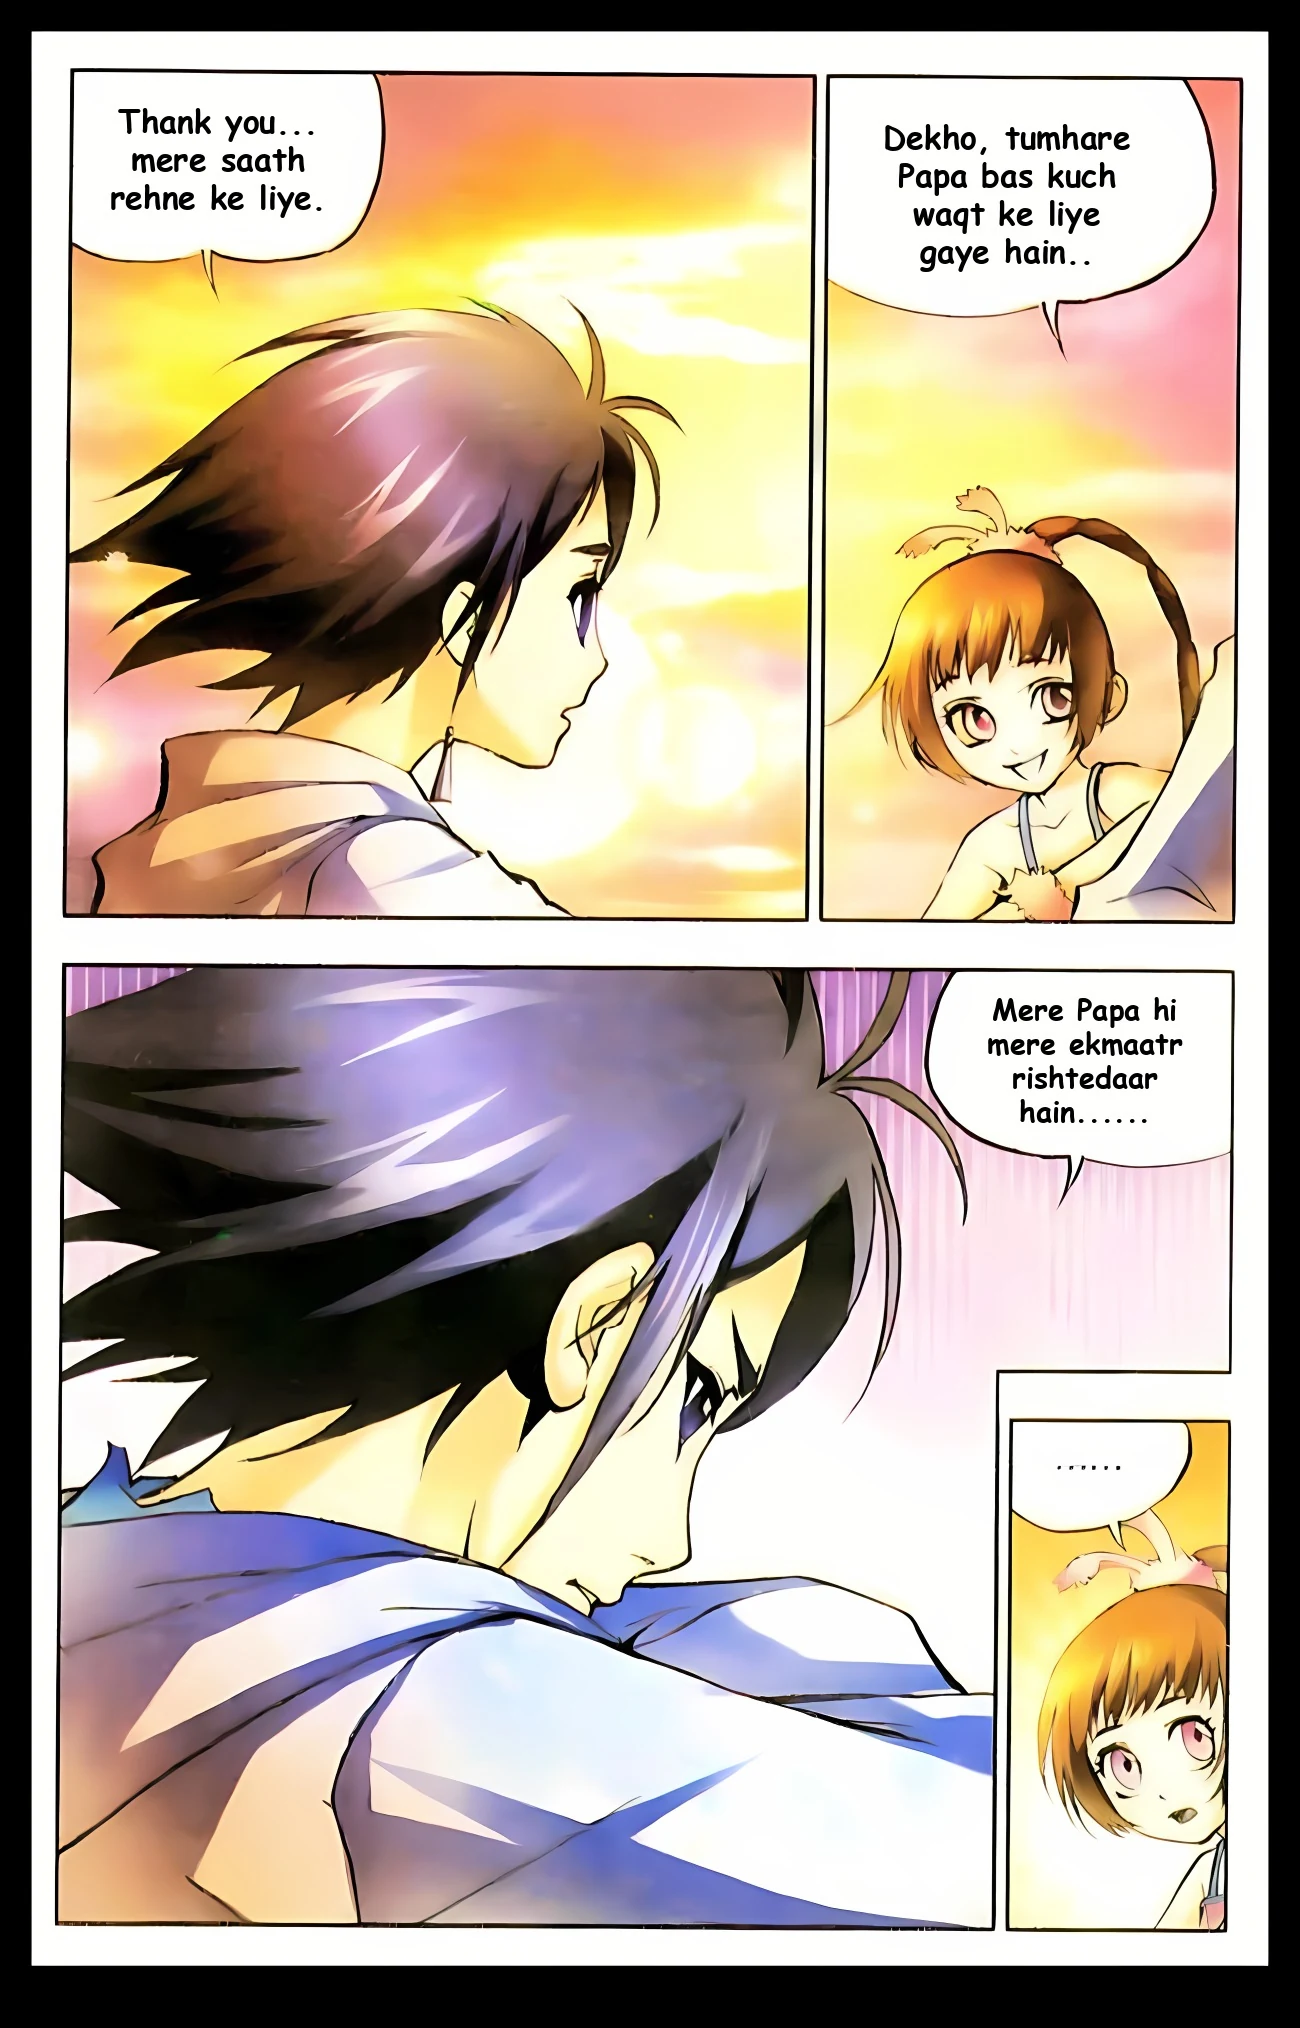 Thank you...
mere saath
rehne ke liye.
Dekho, tumhare
Papa bas kuch
waqt ke liye
gaye hain..
Mere Papa hi
mere ekmaatr
rishtedaar
hain......
......